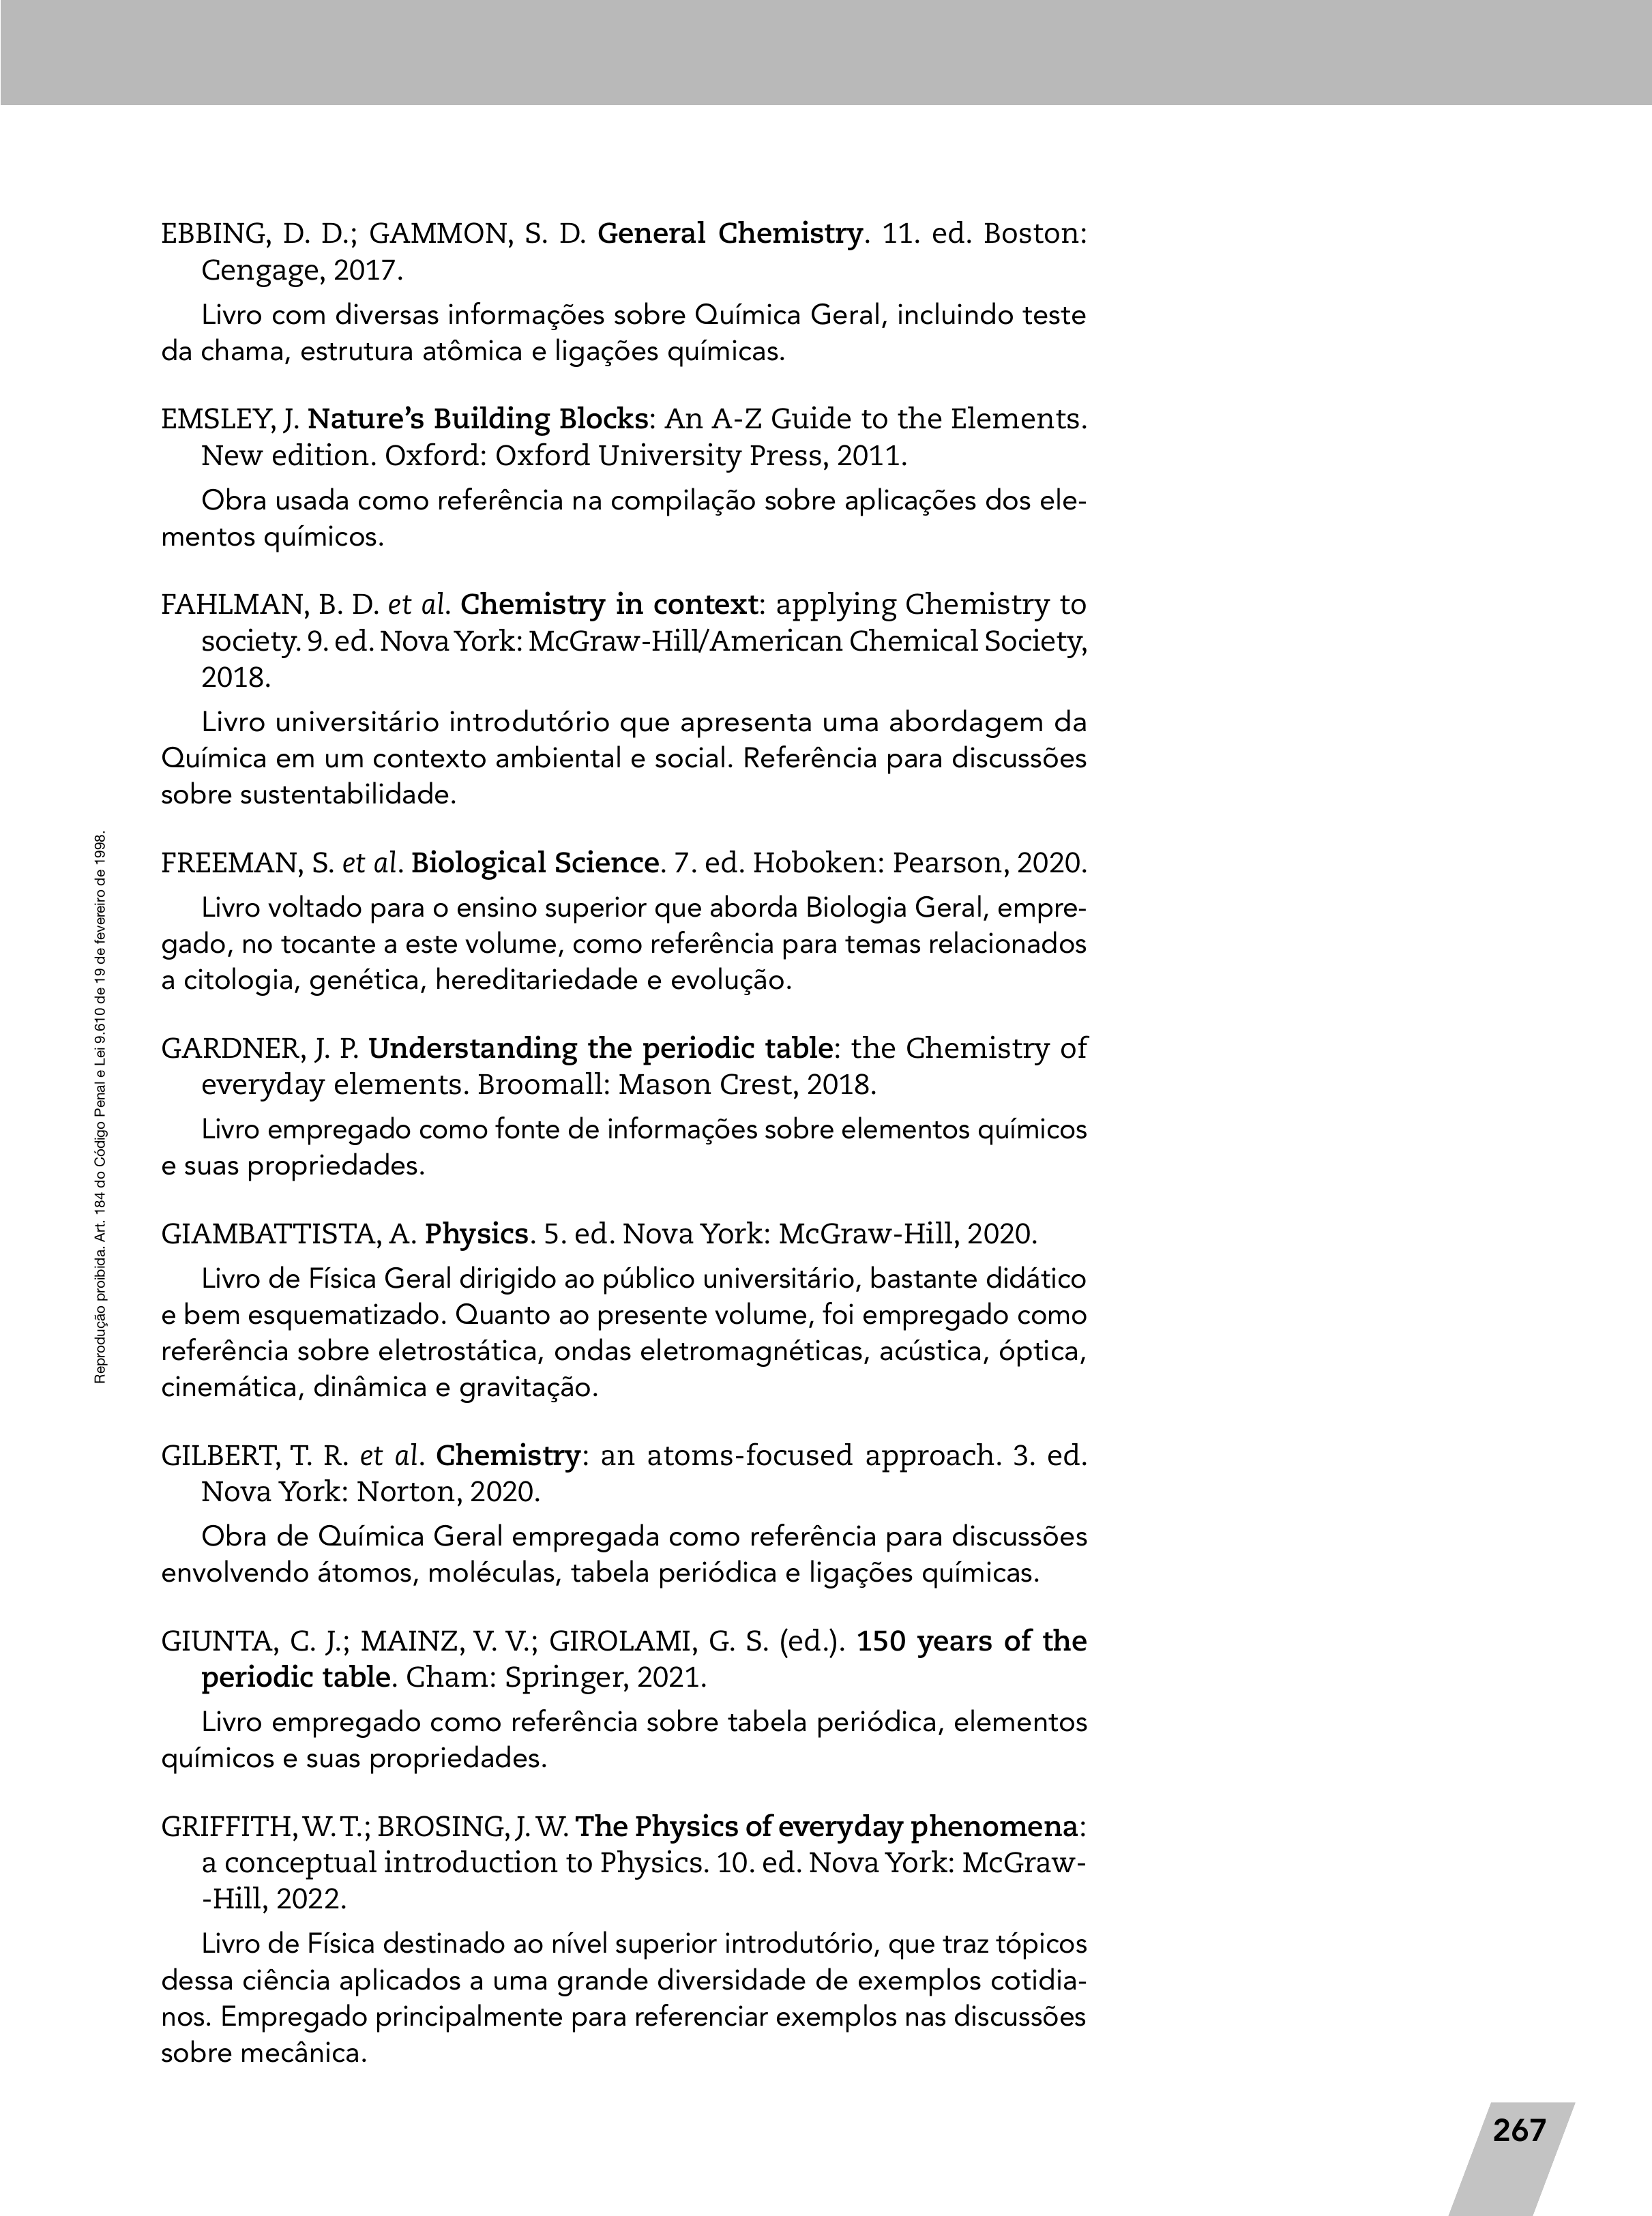 EBBING, D. D.; GAMMON, S. D. General Chemistry. 11. ed. Boston:
Cengage, 2017.
Livro com diversas informações sobre Química Geral, incluindo teste
da chama, estrutura atômica e ligações químicas.
EMSLEY, J. Nature’s Building Blocks: An A-Z Guide to the Elements.
New edition. Oxford: Oxford University Press, 2011.
Obra usada como referência na compilação sobre aplicações dos ele-
mentos químicos.
FAHLMAN, B. D. et al. Chemistry in context: applying Chemistry to
society. 9. ed. Nova York: McGraw-Hill/American Chemical Society,
2018.
Livro universitário introdutório que apresenta uma abordagem da
Química em um contexto ambiental e social. Referência para discussões
sobre sustentabilidade.
FREEMAN, S. et al. Biological Science. 7. ed. Hoboken: Pearson, 2020.
Livro voltado para o ensino superior que aborda Biologia Geral, empre-
gado, no tocante a este volume, como referência para temas relacionados
a citologia, genética, hereditariedade e evolução.
GARDNER, J. P. Understanding the periodic table: the Chemistry of
everyday elements. Broomall: Mason Crest, 2018.
Livro empregado como fonte de informações sobre elementos químicos
e suas propriedades.
GIAMBATTISTA, A. Physics. 5. ed. Nova York: McGraw-Hill, 2020.
Livro de Física Geral dirigido ao público universitário, bastante didático
e bem esquematizado. Quanto ao presente volume, foi empregado como
referência sobre eletrostática, ondas eletromagnéticas, acústica, óptica,
cinemática, dinâmica e gravitação.
GILBERT, T. R. et al. Chemistry: an atoms-focused approach. 3. ed.
Nova York: Norton, 2020.
Obra de Química Geral empregada como referência para discussões
envolvendo átomos, moléculas, tabela periódica e ligações químicas.
GIUNTA, C. J.; MAINZ, V. V.; GIROLAMI, G. S. (ed.). 150 years of the
periodic table. Cham: Springer, 2021.
Livro empregado como referência sobre tabela periódica, elementos
químicos e suas propriedades.
GRIFFITH, W. T.; BROSING, J. W. The Physics of everyday phenomena:
a conceptual introduction to Physics. 10. ed. Nova York: McGraw-
-Hill, 2022.
Livro de Física destinado ao nível superior introdutório, que traz tópicos
dessa ciência aplicados a uma grande diversidade de exemplos cotidia-
nos. Empregado principalmente para referenciar exemplos nas discussões
sobre mecânica.
Reprodução proibida. Art. 184 do Código Penal e Lei 9.610 de 19 de fevereiro de 1998.
267